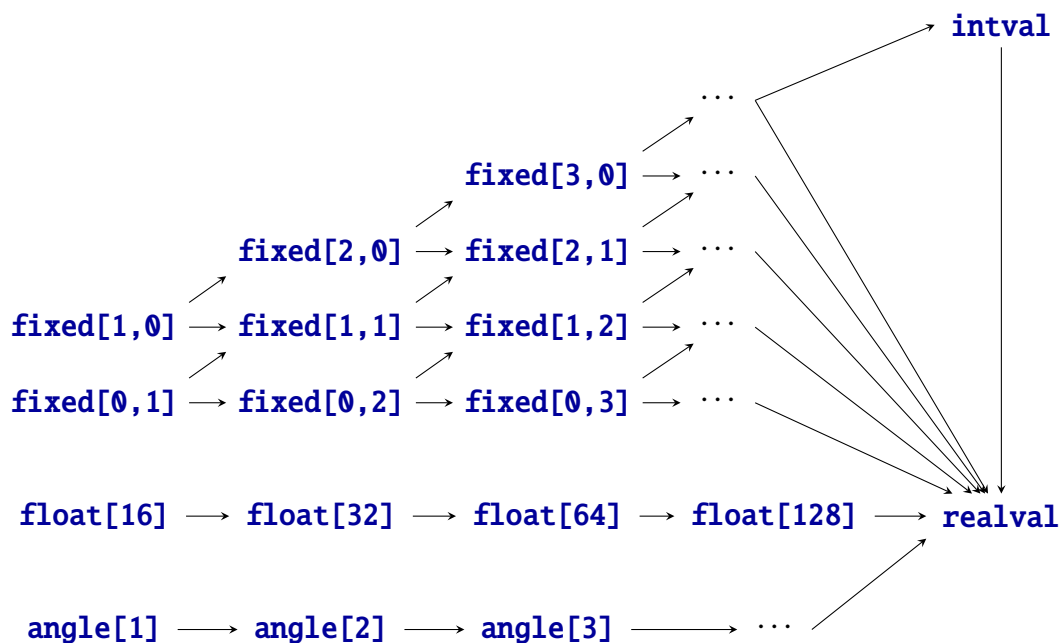 intval
···
fixed[3,0] ···
fixed[2,0] fixed[2,1] ···
fixed[1,0] fixed[1,1] fixed[1,2] ···
fixed[0,1] fixed[0,2] fixed[0,3] ···
float[16] float[32] float[64] float[128] realval
angle[1] angle[2] angle[3] ···